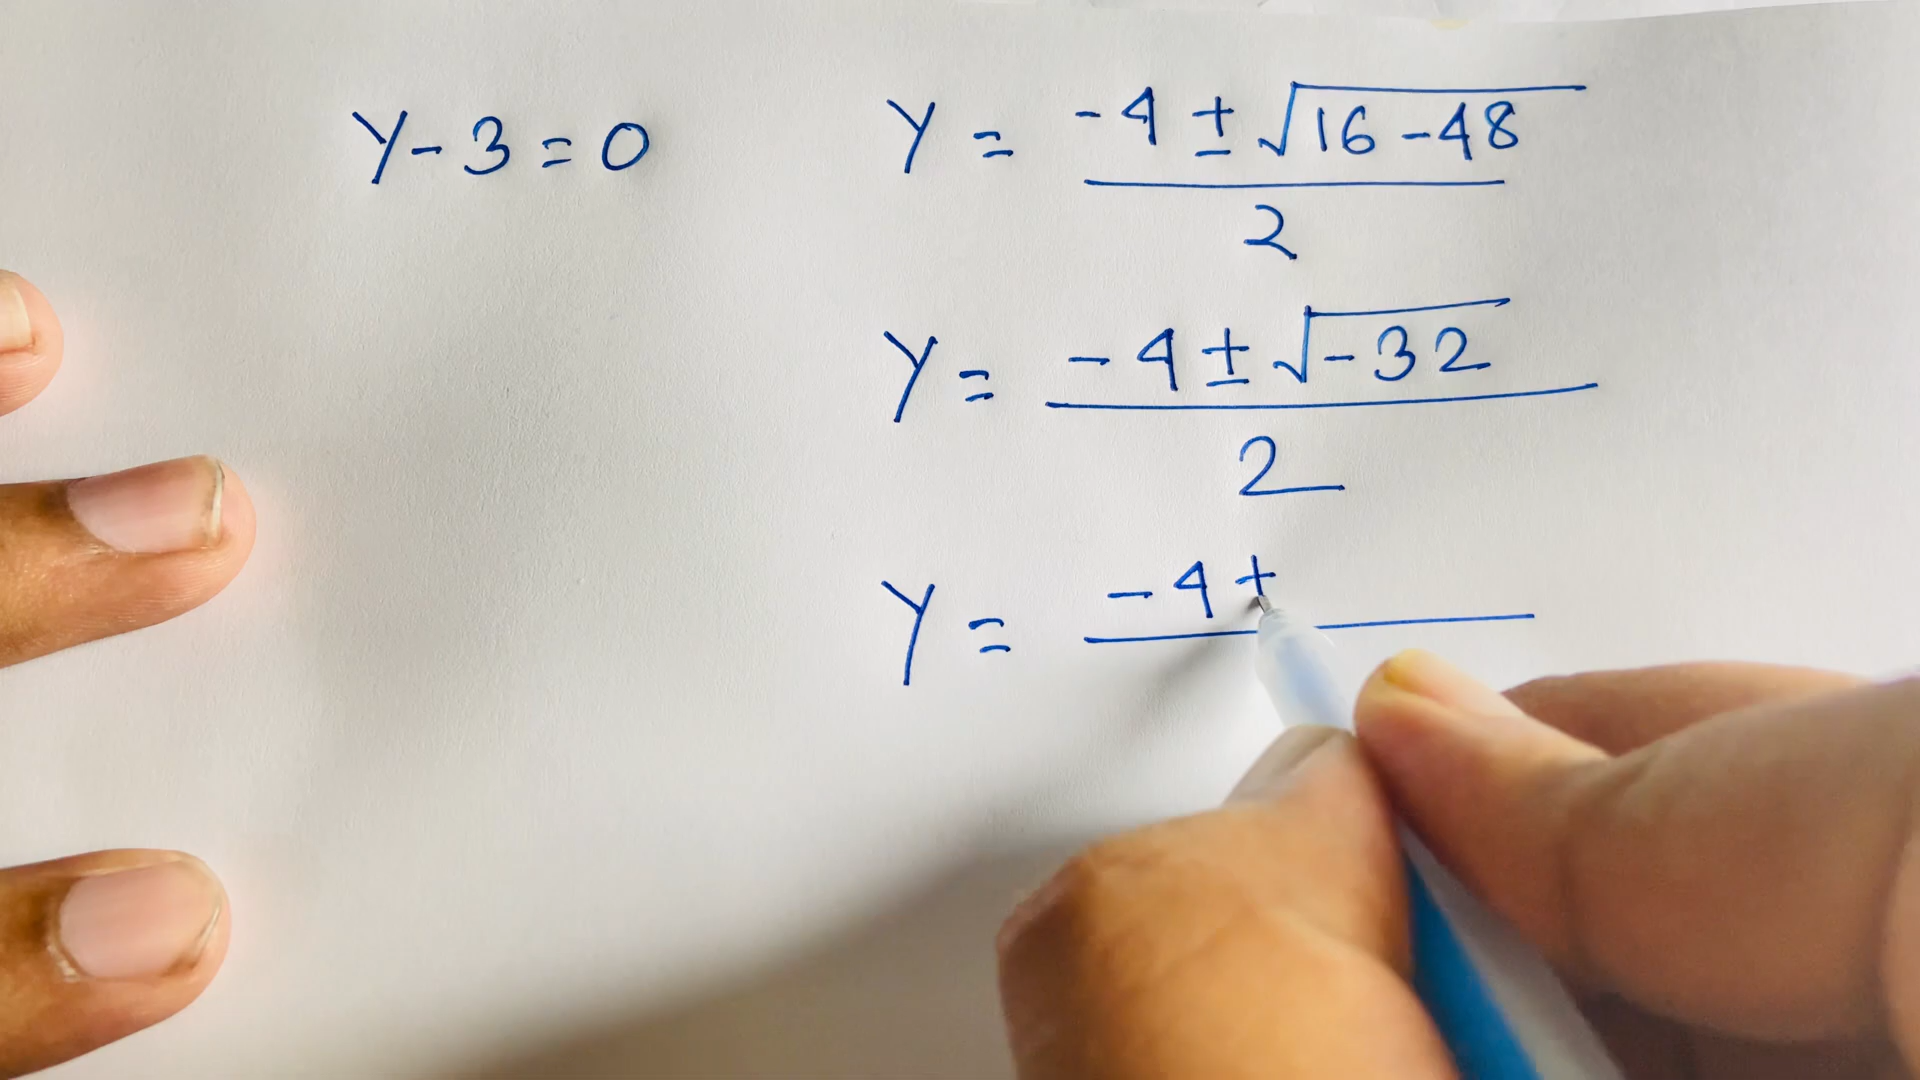 Y - 3 = 0
Y = (-4 ± √(16 - 48)) / 2
Y = (-4 ± √(-32)) / 2
Y = -4 +